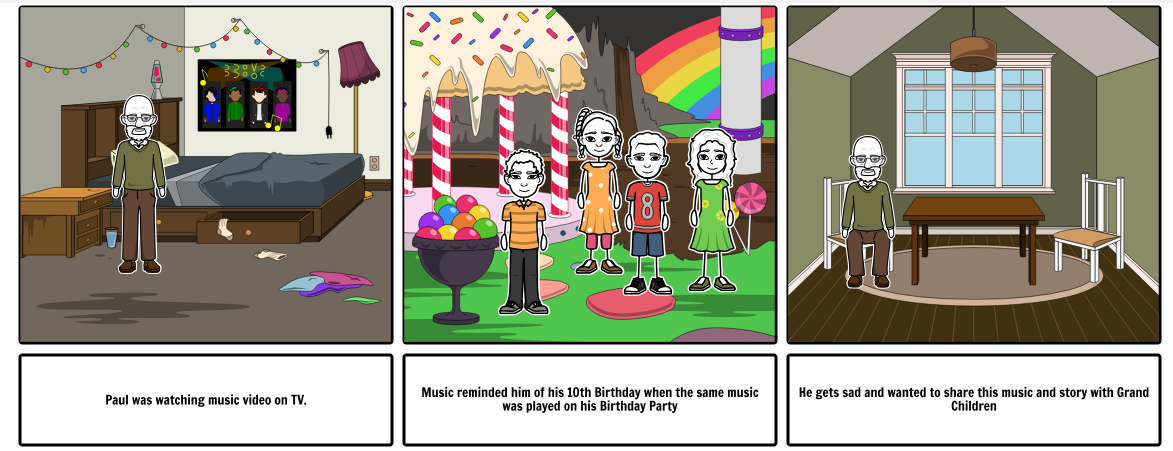 Paul was watching music video on TV.
Music reminded him of his 10th Birthday when the same music
was played on his Birthday Party
He gets sad and wanted to share this music and story with Grand
Children
8